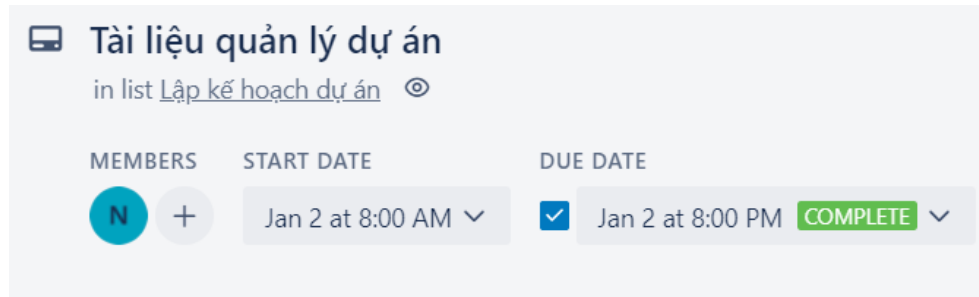 Tài liệu quản lý dự án
in list Lập kế hoạch dự án
MEMBERS START DATE DUE DATE
N + Jan 2 at 8:00 AM Jan 2 at 8:00 PM COMPLETE